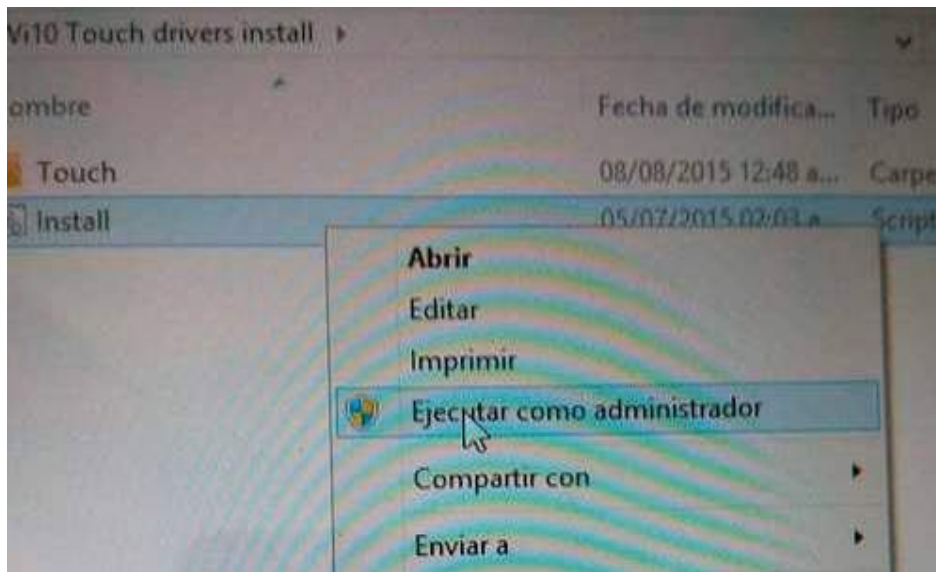 Vi10 Touch drivers install
ombre Fecha de modifica... Tipo
Touch 08/08/2015 12:48 a... Carpe
Install 05/07/2015 02:03 a... Script
Abrir
Editar
Imprimir
Ejecutar como administrador
Compartir con
Enviar a